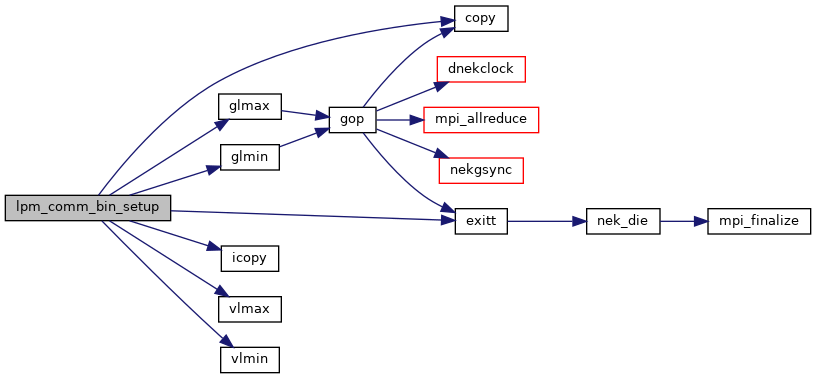 copy
dnekclock
glmax
gop
mpi_allreduce
glmin
nekgsync
lpm_comm_bin_setup
exitt
nek_die
mpi_finalize
icopy
vlmax
vlmin